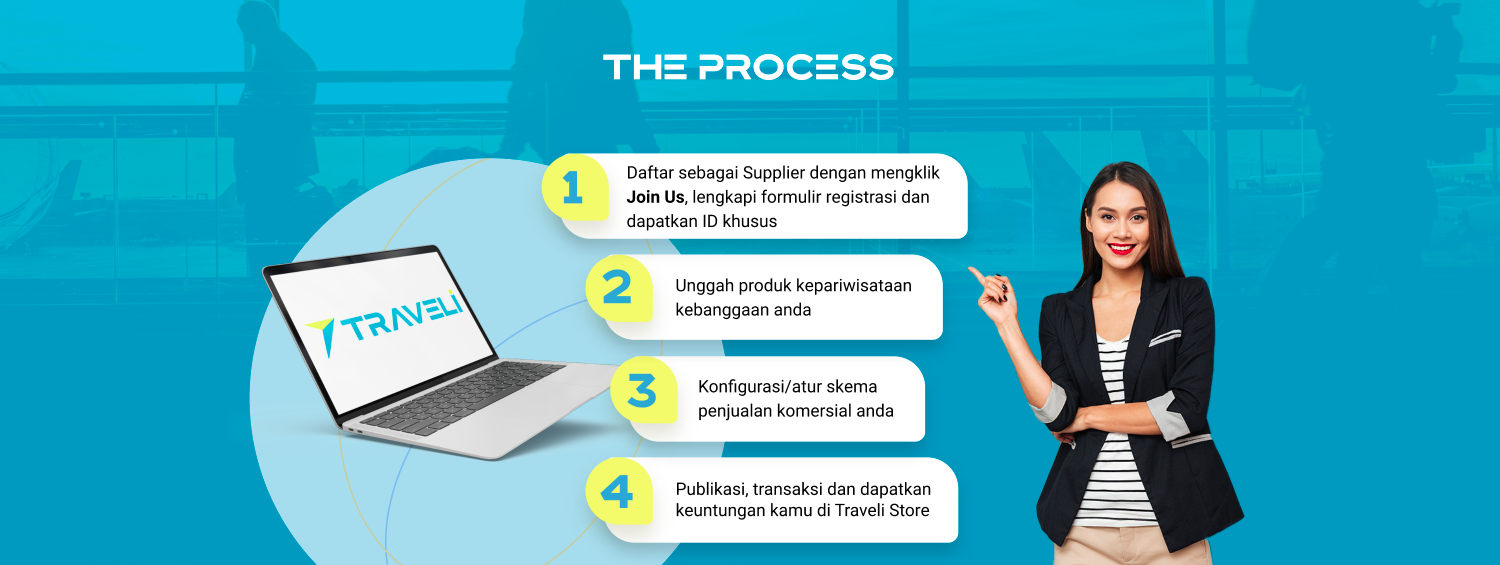 THE PROCESS
1
Daftar sebagai Supplier dengan mengklik
Join Us, lengkapi formulir registrasi dan
dapatkan ID khusus
2
Unggah produk kepariwisataan
kebanggaan anda
3
Konfigurasi/atur skema
penjualan komersial anda
4
Publikasi, transaksi dan dapatkan
keuntungan kamu di Traveli Store
TRAVELi